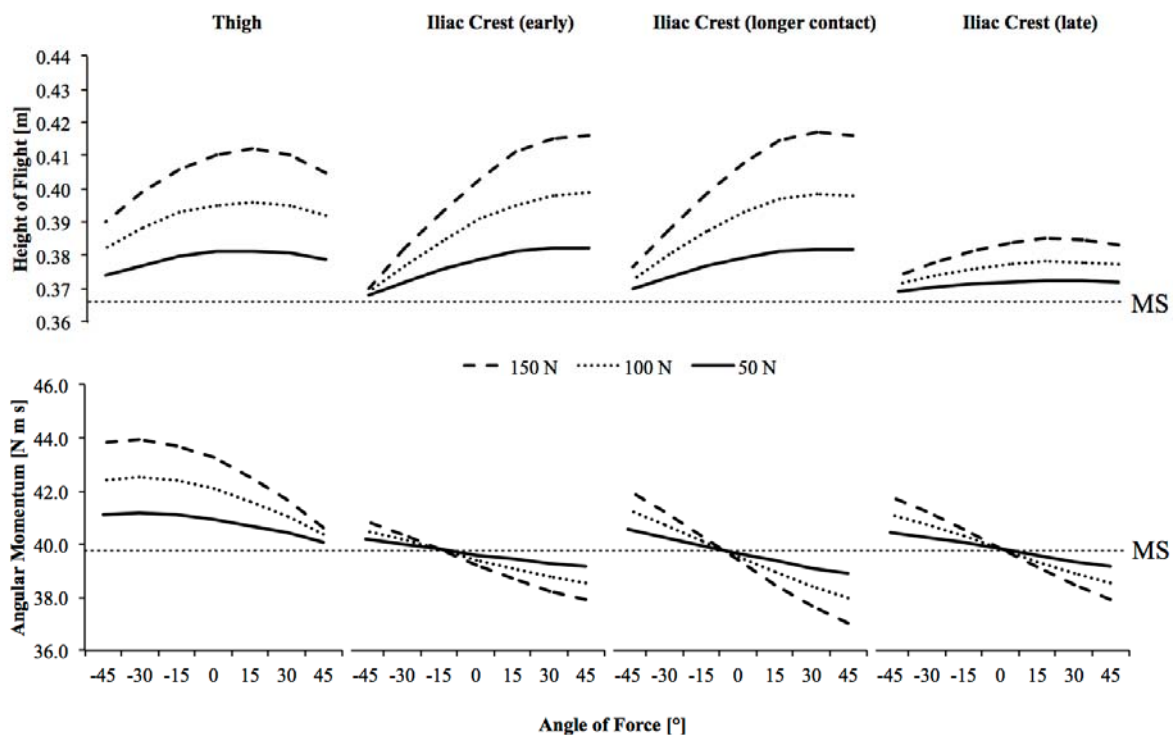 Thigh Iliac Crest (early) Iliac Crest (longer contact) Iliac Crest (late)
Height of Flight [m]
0.44
0.43
0.42
0.41
0.40
0.39
0.38
0.37
0.36
MS
150 N 100 N 50 N
Angular Momentum [N m s]
46.0
44.0
42.0
40.0
38.0
36.0
MS
-45 -30 -15 0 15 30 45 -45 -30 -15 0 15 30 45 -45 -30 -15 0 15 30 45 -45 -30 -15 0 15 30 45
Angle of Force [°]